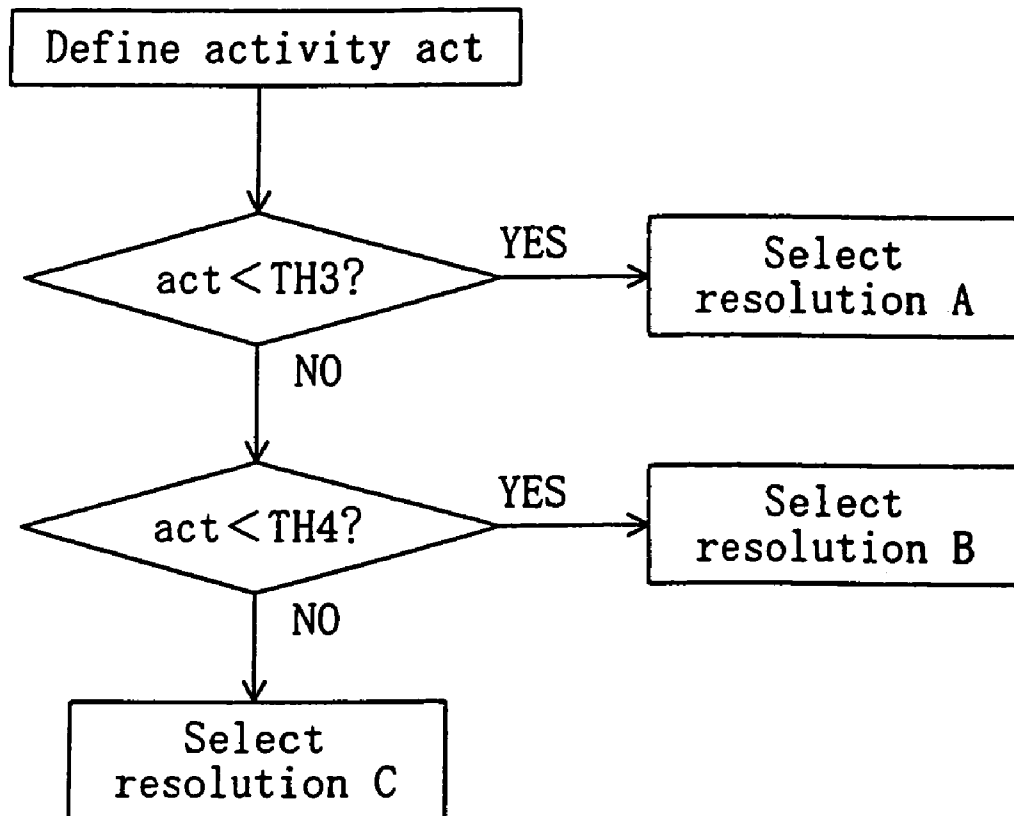 Define activity act
act<TH3?
YES
Select
resolution A
NO
act<TH4?
YES
Select
resolution B
NO
Select
resolution C